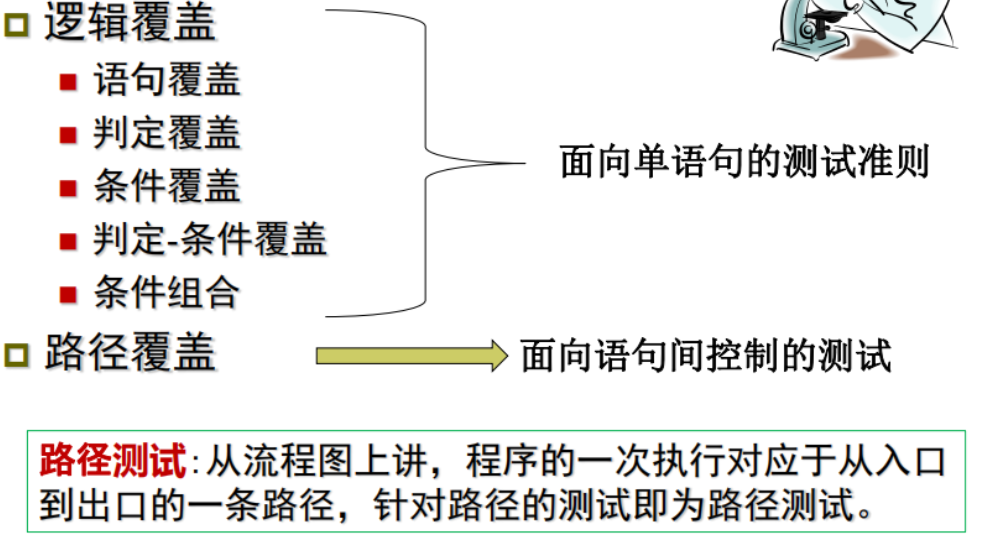 逻辑覆盖
语句覆盖
判定覆盖
条件覆盖
判定-条件覆盖
条件组合
面向单语句的测试准则
路径覆盖
面向语句间控制的测试
路径测试:从流程图上讲，程序的一次执行对应于从入口
到出口的一条路径，针对路径的测试即为路径测试。